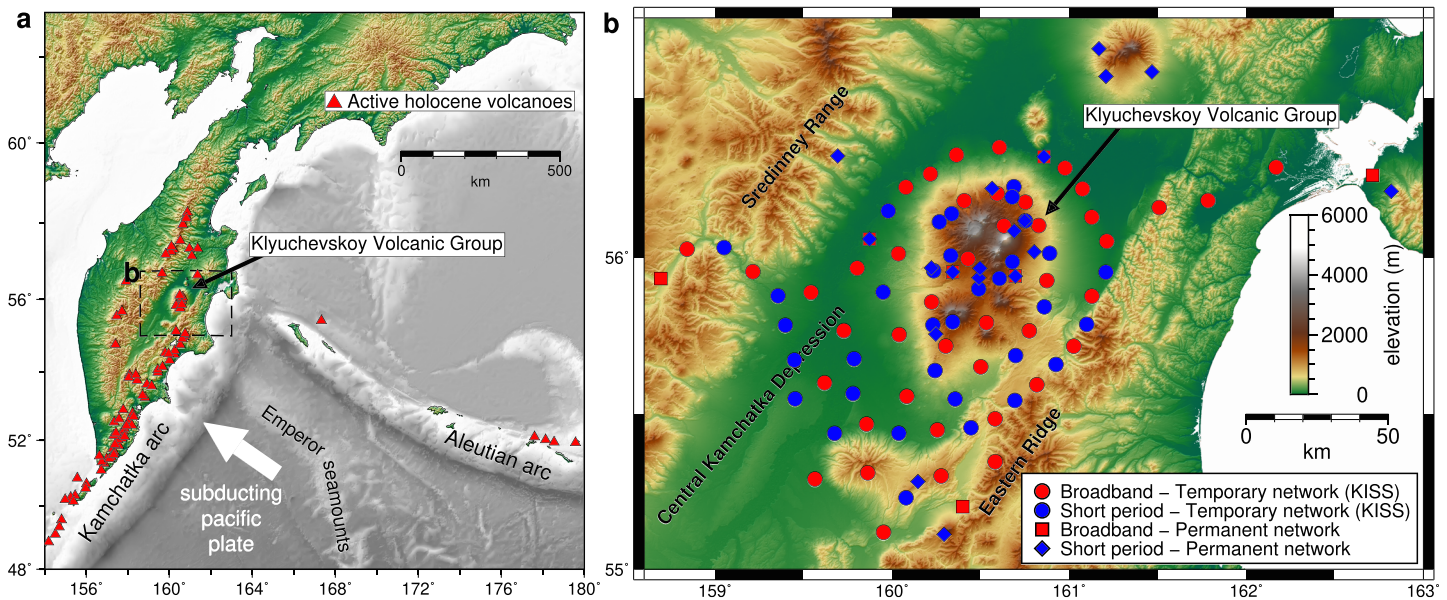 a
Active holocene volcanoes
0 500
km
Klyuchevskoy Volcanic Group
b
Kamchatka arc
subducting
pacific
plate
Emperor seamounts
Aleutian arc
60°
56°
52°
48°
156° 160° 164° 168° 172° 176° 180°
b
Sredinney Range
Klyuchevskoy Volcanic Group
Central Kamchatka Depression
Eastern Ridge
6000
4000
2000
0
elevation (m)
0 50
km
Broadband – Temporary network (KISS)
Short period – Temporary network (KISS)
Broadband – Permanent network
Short period – Permanent network
56°
55°
159° 160° 161° 162° 163°